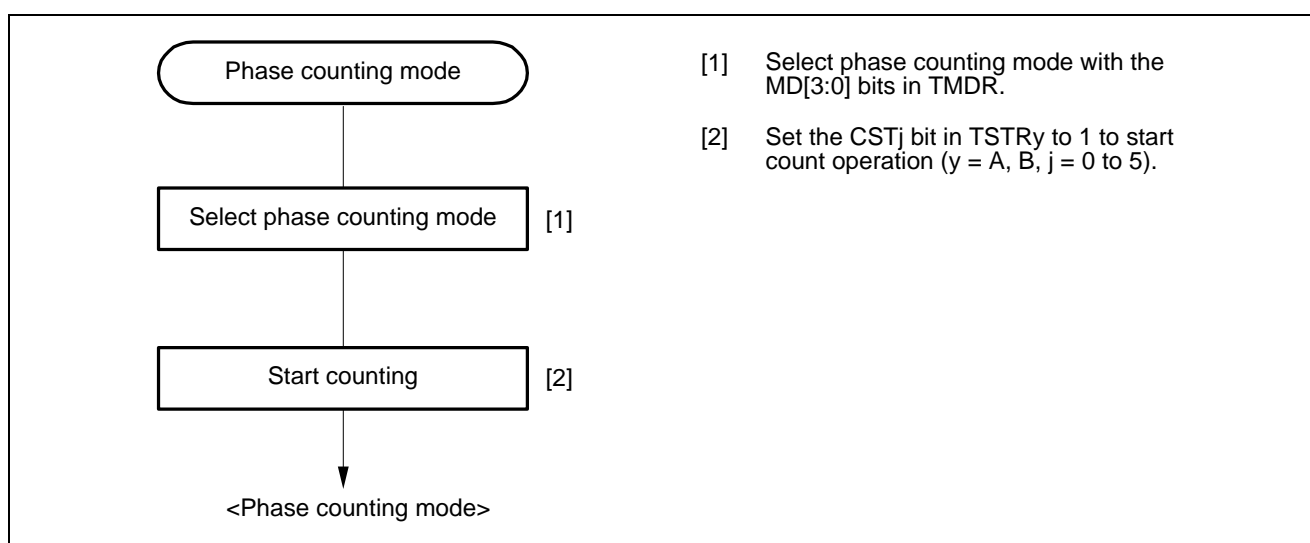 Phase counting mode
Select phase counting mode [1]
Start counting [2]
<Phase counting mode>
[1] Select phase counting mode with the
MD[3:0] bits in TMDR.
[2] Set the CSTj bit in TSTRy to 1 to start
count operation (y = A, B, j = 0 to 5).